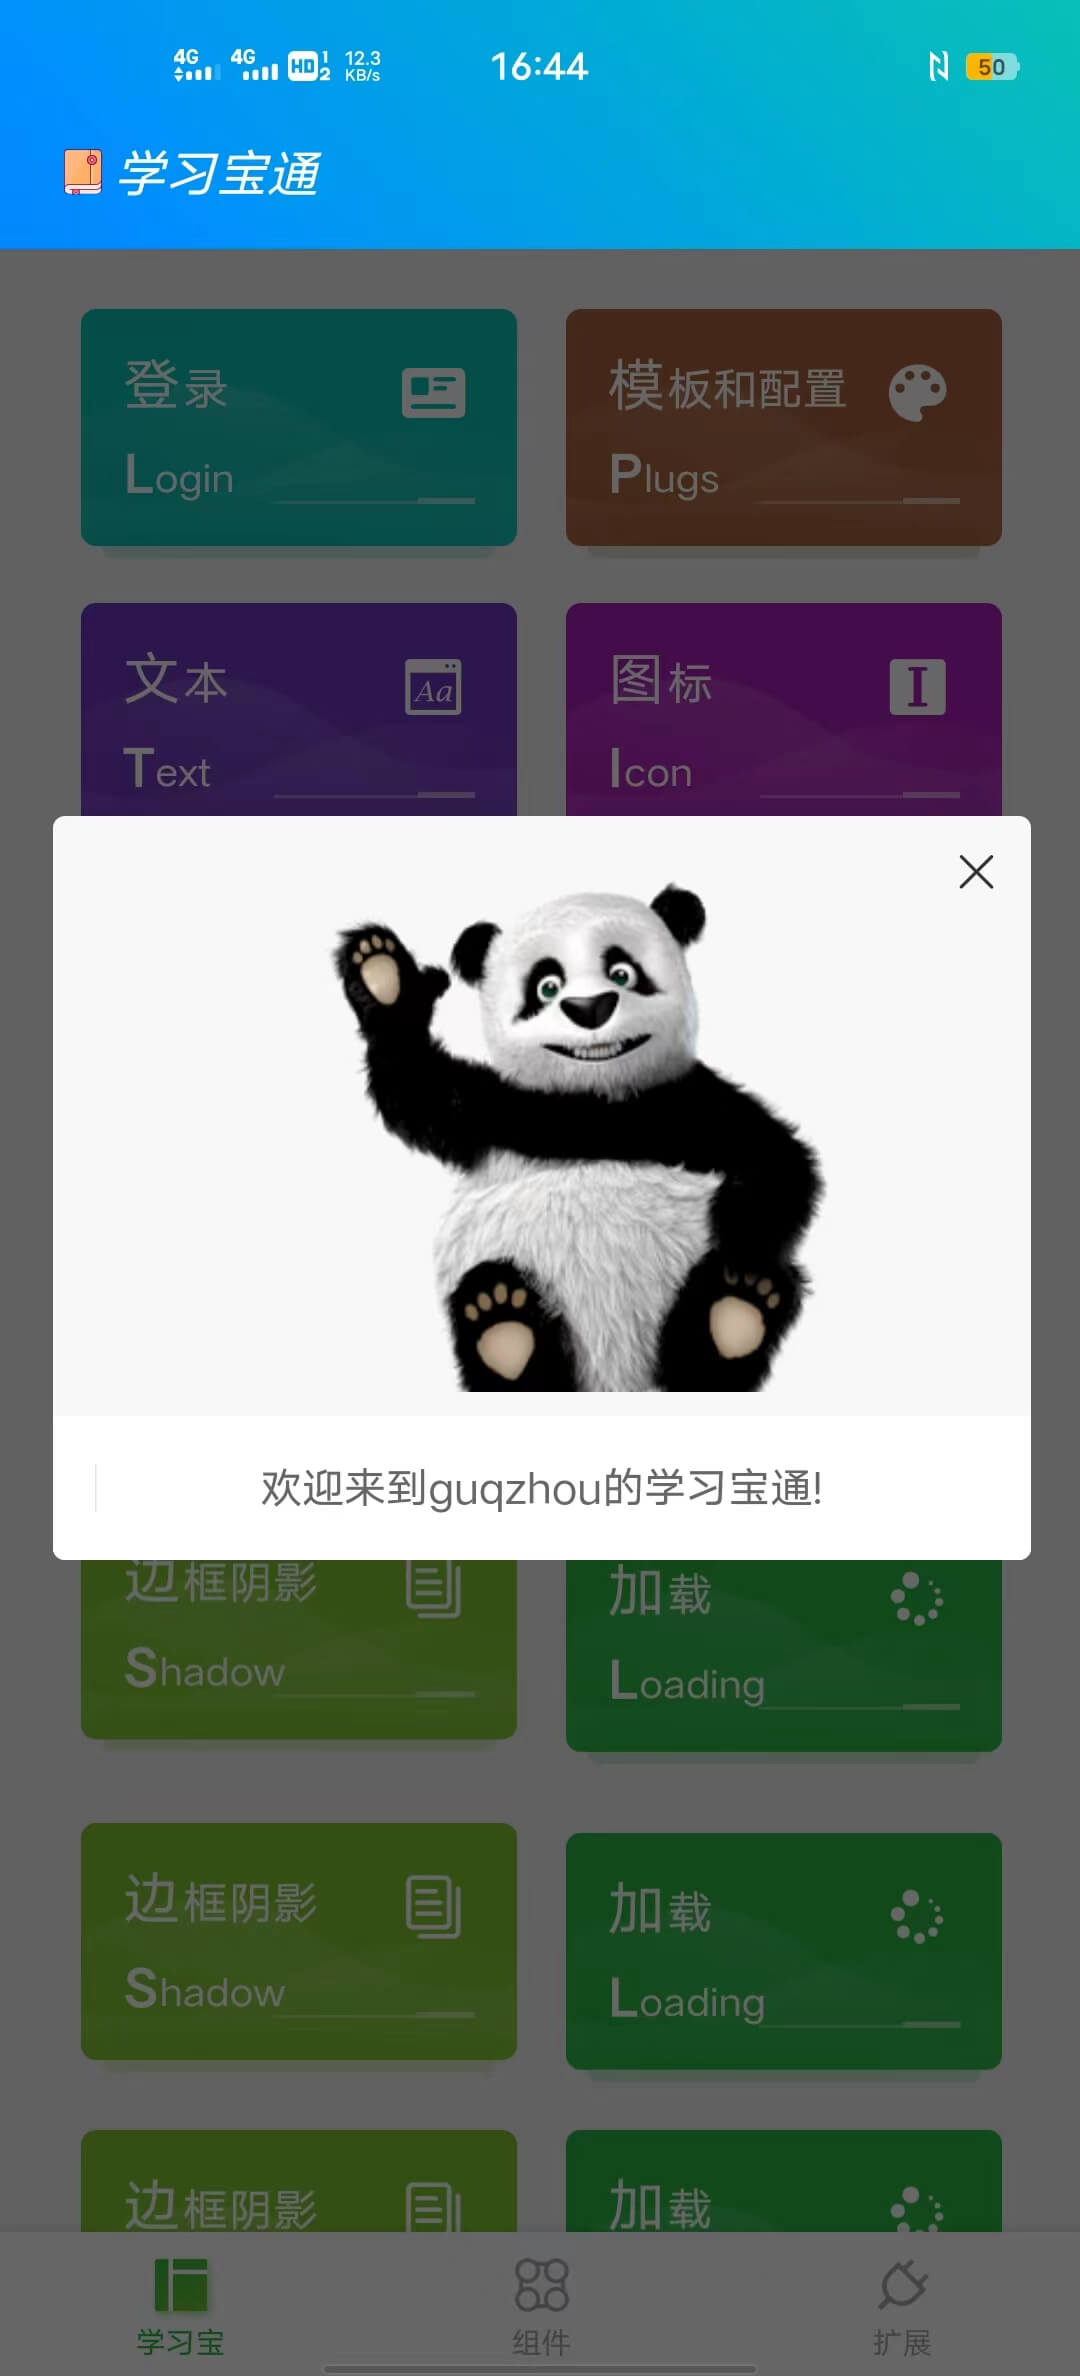 4G 4G HD 1 2 12.3 KB/s 16:44 50
学习宝通
登录 模板和配置
Login Plugs
文本 Aa 图标 I
Text Icon
欢迎来到guqzhou的学习宝通!
边框阴影 加载
Shadow Loading
边框阴影 加载
Shadow Loading
边框阴影 加载
学习宝 组件 扩展